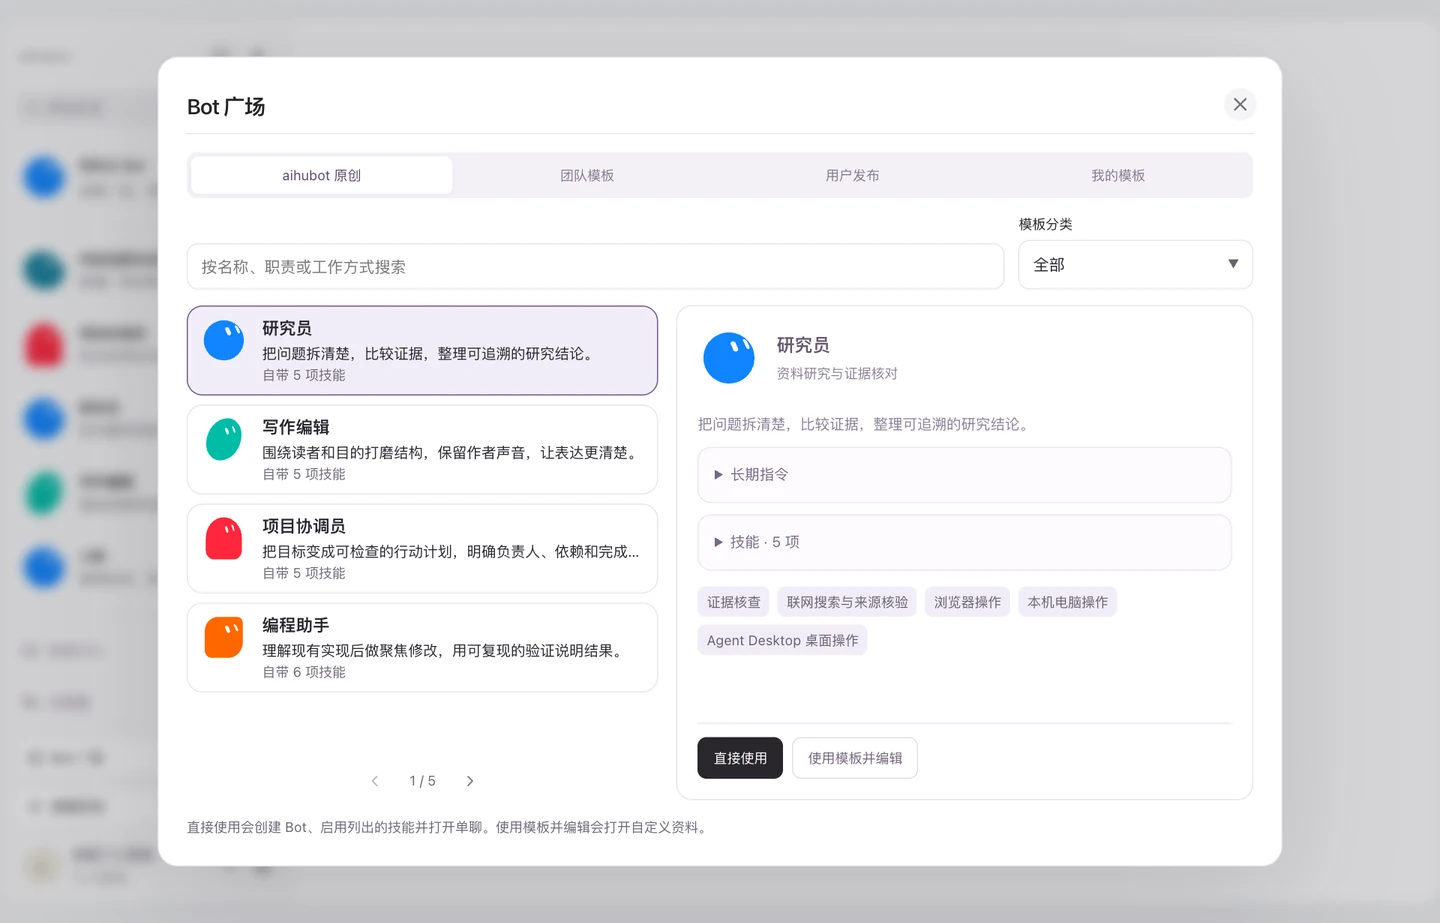 Bot 广场
aihubot 原创
团队模板
用户发布
我的模板
模板分类
按名称、职责或工作方式搜索
全部
研究员
把问题拆清楚，比较证据，整理可追溯的研究结论。
自带 5 项技能
写作编辑
围绕读者和目的打磨结构，保留作者声音，让表达更清楚。
自带 5 项技能
项目协调员
把目标变成可检查的行动计划，明确负责人、依赖和完成...
自带 5 项技能
编程助手
理解现有实现后做聚焦修改，用可复现的验证说明结果。
自带 6 项技能
1 / 5
研究员
资料研究与证据核对
把问题拆清楚，比较证据，整理可追溯的研究结论。
长期指令
技能 · 5 项
证据核查
联网搜索与来源核验
浏览器操作
本机电脑操作
Agent Desktop 桌面操作
直接使用
使用模板并编辑
直接使用会创建 Bot、启用列出的技能并打开单聊。使用模板并编辑会打开自定义资料。